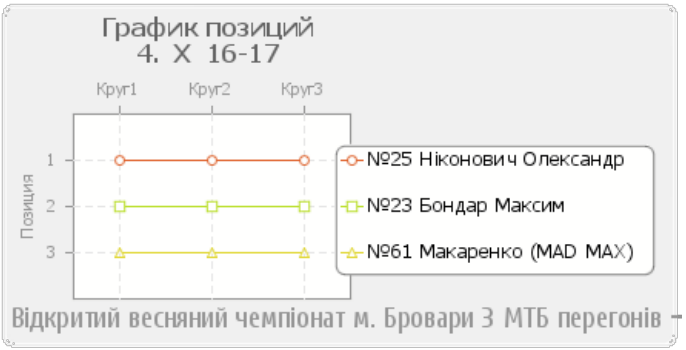 График позиций
4. Х 16-17
Круг1 Круг2 Круг3
Позиция
1
2
3
№25 Ніконович Олександр
№23 Бондар Максим
№61 Макаренко (MAD MAX)
Відкритий весняний чемпіонат м. Бровари З МТБ перегонів -